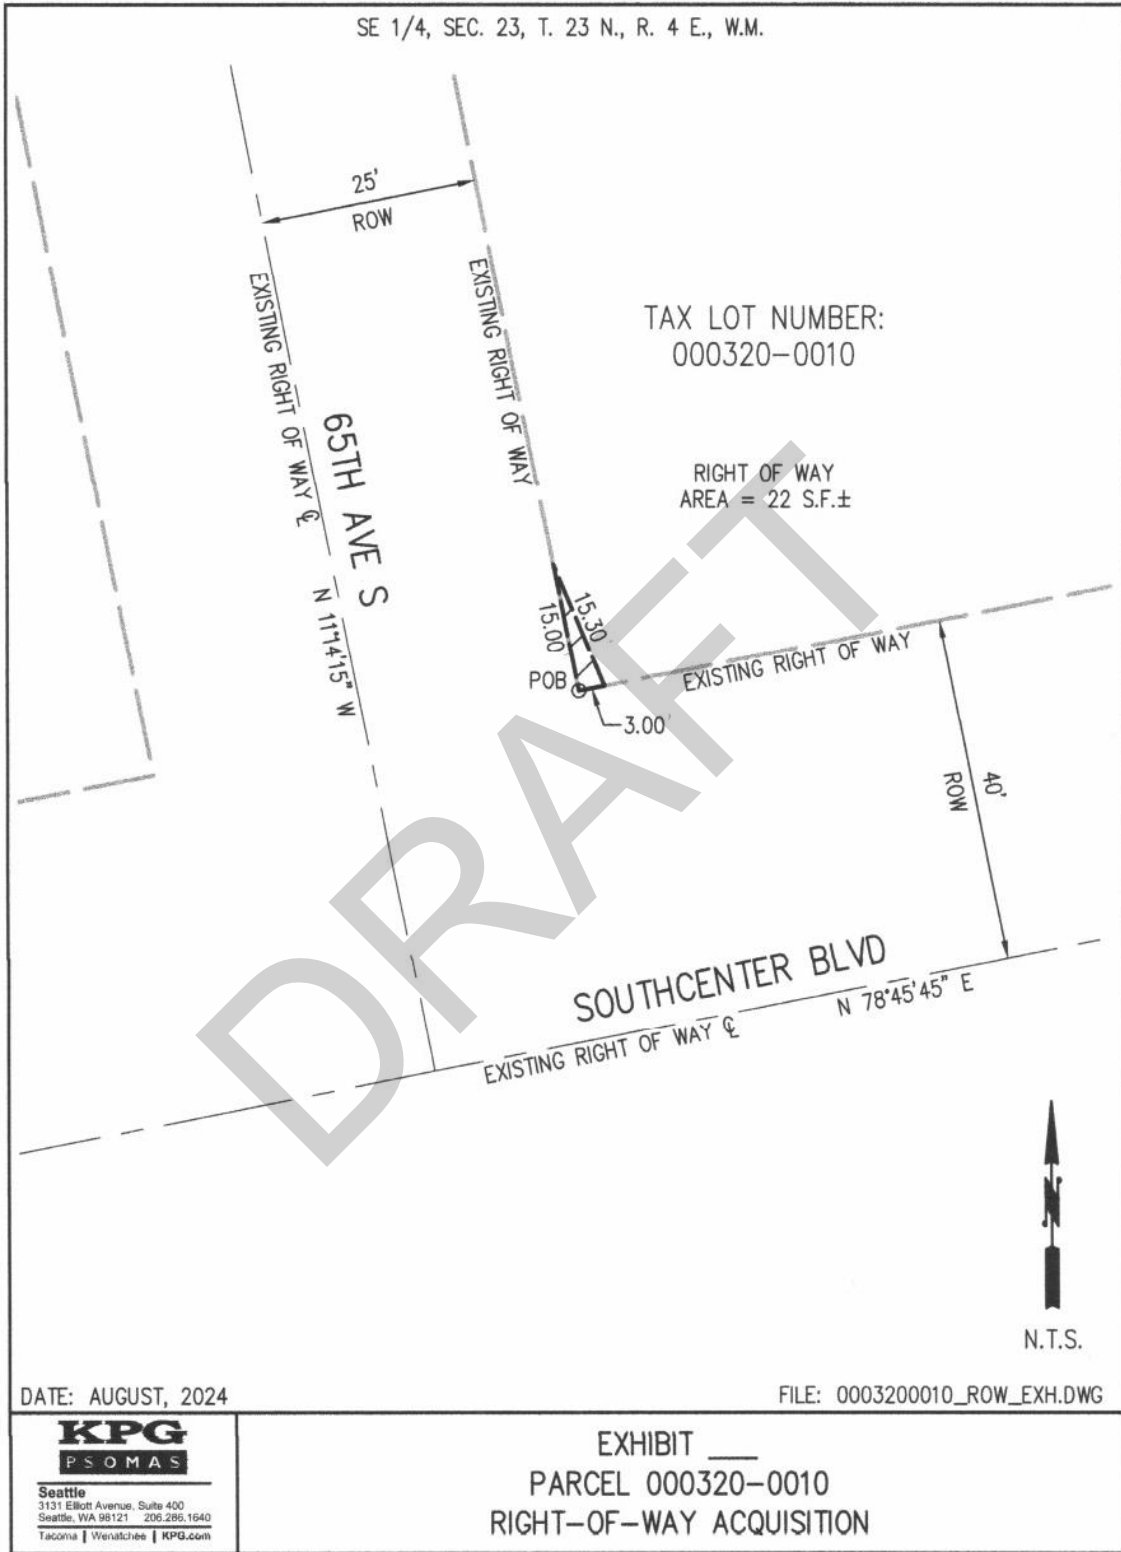 SE 1/4, SEC. 23, T. 23 N., R. 4 E., W.M.
25'
ROW
EXISTING RIGHT OF WAY ℄
EXISTING RIGHT OF WAY
65TH AVE S
N 11°14'15" W
TAX LOT NUMBER:
000320-0010
RIGHT OF WAY
AREA = 22 S.F.±
15.00'
15.30'
POB
3.00'
EXISTING RIGHT OF WAY
40'
ROW
SOUTHCENTER BLVD
EXISTING RIGHT OF WAY ℄
N 78°45'45" E
DRAFT
N
N.T.S.
DATE: AUGUST, 2024
FILE: 0003200010_ROW_EXH.DWG
KPG
PSOMAS
Seattle
3131 Elliott Avenue, Suite 400
Seattle, WA 98121 206.286.1640
Tacoma | Wenatchee | KPG.com
EXHIBIT ___
PARCEL 000320-0010
RIGHT-OF-WAY ACQUISITION